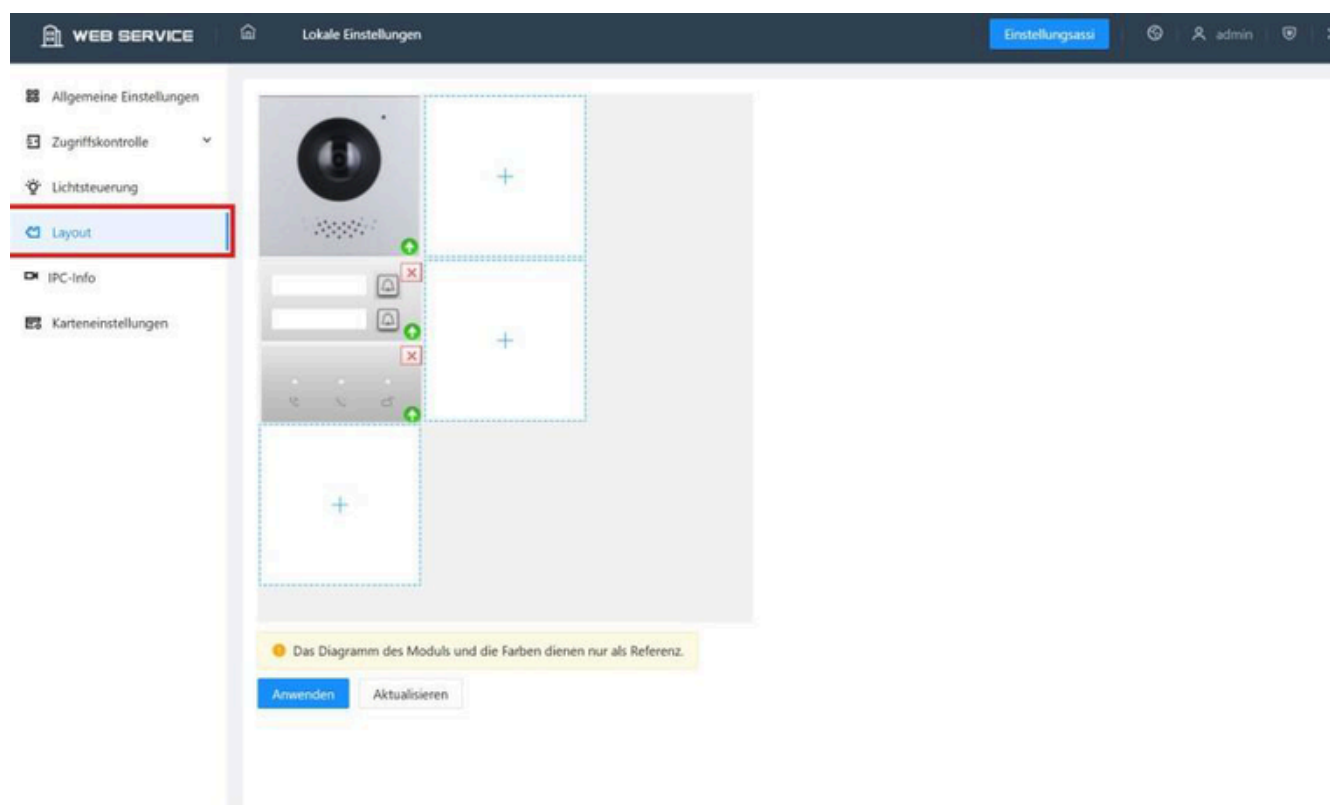 WEB SERVICE
Lokale Einstellungen
Einstellungsassi
admin
Allgemeine Einstellungen
Zugriffskontrolle
Lichtsteuerung
Layout
IPC-Info
Karteneinstellungen
Das Diagramm des Moduls und die Farben dienen nur als Referenz.
Anwenden
Aktualisieren